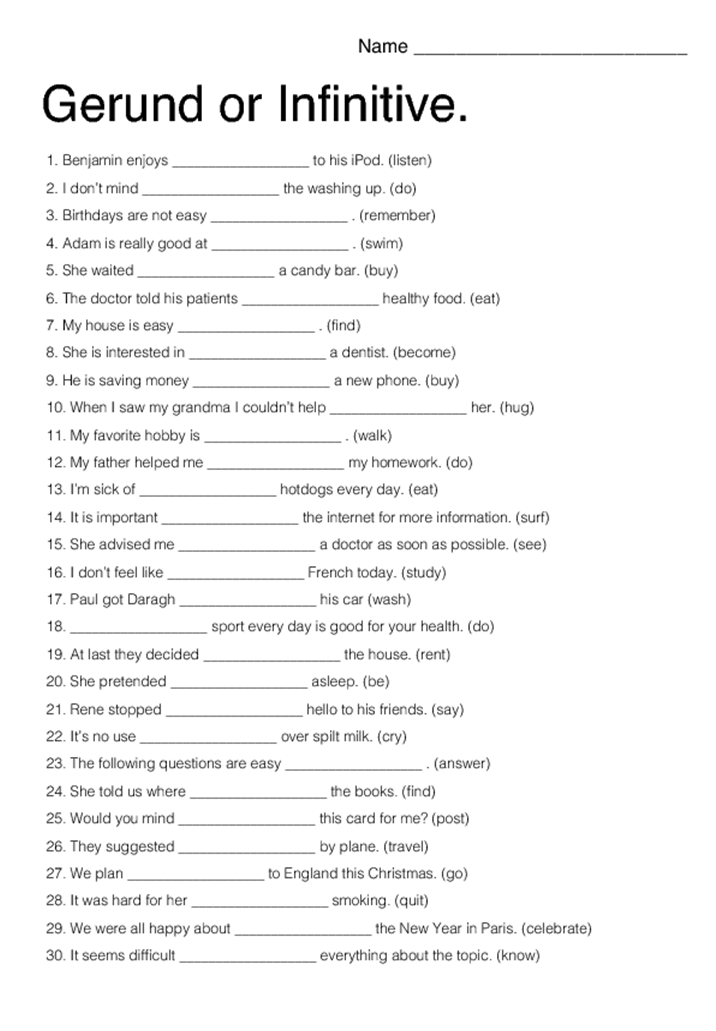 Name __________________________
Gerund or Infinitive.
1. Benjamin enjoys _________________ to his iPod. (listen)
2. I don't mind _________________ the washing up. (do)
3. Birthdays are not easy _________________ . (remember)
4. Adam is really good at _________________ . (swim)
5. She waited _________________ a candy bar. (buy)
6. The doctor told his patients _________________ healthy food. (eat)
7. My house is easy _________________ . (find)
8. She is interested in _________________ a dentist. (become)
9. He is saving money _________________ a new phone. (buy)
10. When I saw my grandma I couldn't help _________________ her. (hug)
11. My favorite hobby is _________________ . (walk)
12. My father helped me _________________ my homework. (do)
13. I'm sick of _________________ hotdogs every day. (eat)
14. It is important _________________ the internet for more information. (surf)
15. She advised me _________________ a doctor as soon as possible. (see)
16. I don't feel like _________________ French today. (study)
17. Paul got Daragh _________________ his car (wash)
18. _________________ sport every day is good for your health. (do)
19. At last they decided _________________ the house. (rent)
20. She pretended _________________ asleep. (be)
21. Rene stopped _________________ hello to his friends. (say)
22. It's no use _________________ over spilt milk. (cry)
23. The following questions are easy _________________ . (answer)
24. She told us where _________________ the books. (find)
25. Would you mind _________________ this card for me? (post)
26. They suggested _________________ by plane. (travel)
27. We plan _________________ to England this Christmas. (go)
28. It was hard for her _________________ smoking. (quit)
29. We were all happy about _________________ the New Year in Paris. (celebrate)
30. It seems difficult _________________ everything about the topic. (know)